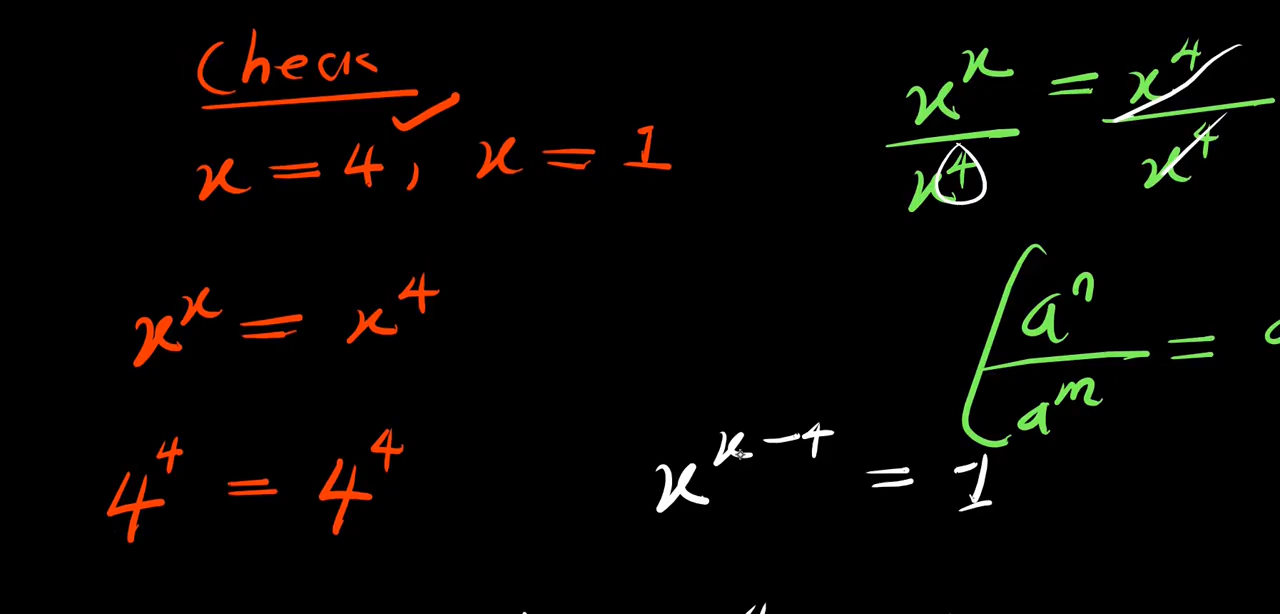 Check
x = 4, x = 1
x^x = x^4
4^4 = 4^4
x^x / x^4 = x^4 / x^4
a^n / a^m =
x^(x-4) = 1